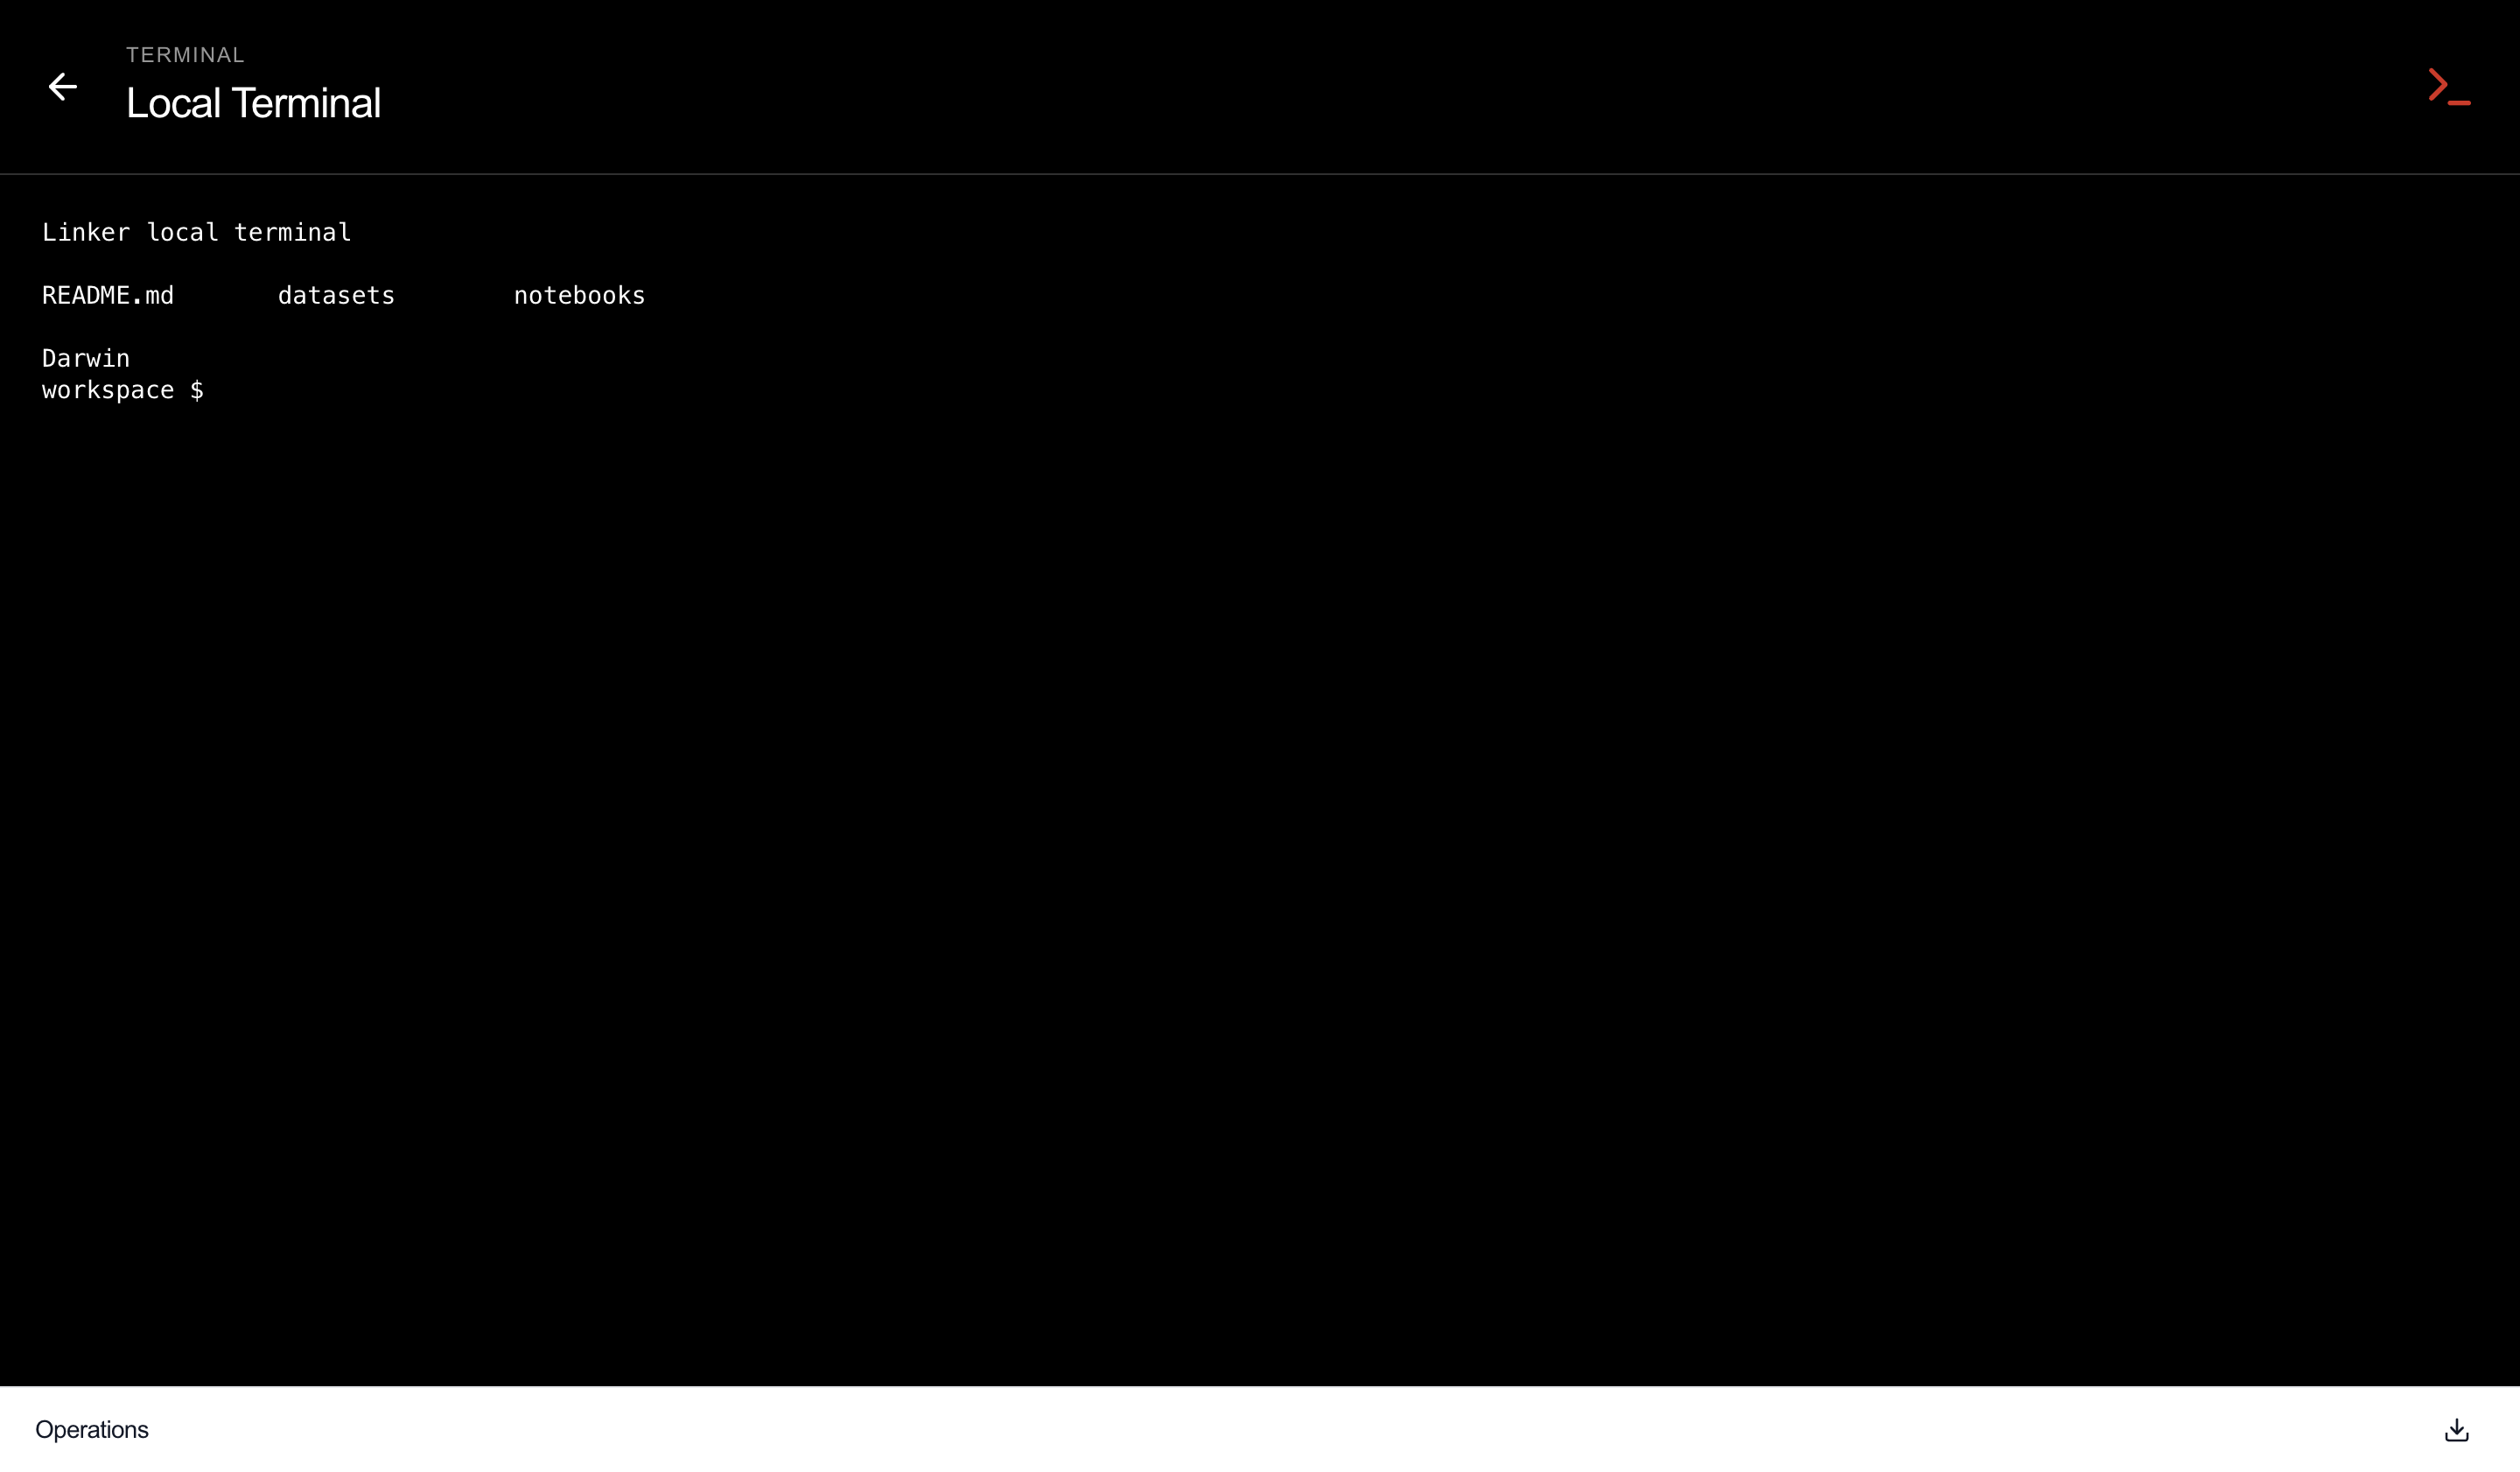 TERMINAL
Local Terminal
Linker local terminal
README.md datasets notebooks
Darwin
workspace $
Operations